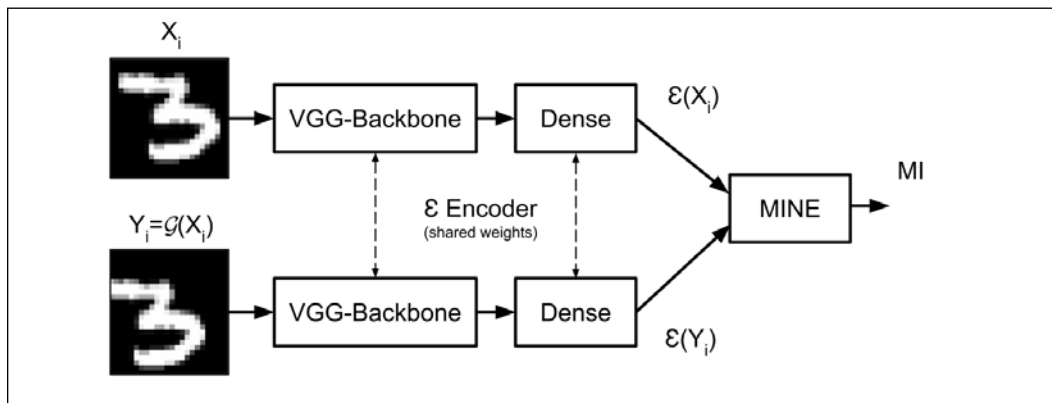 Xᵢ
VGG-Backbone
Dense
Ɛ(Xᵢ)
Ɛ Encoder
(shared weights)
MINE
MI
Yᵢ=𝒢(Xᵢ)
VGG-Backbone
Dense
Ɛ(Yᵢ)